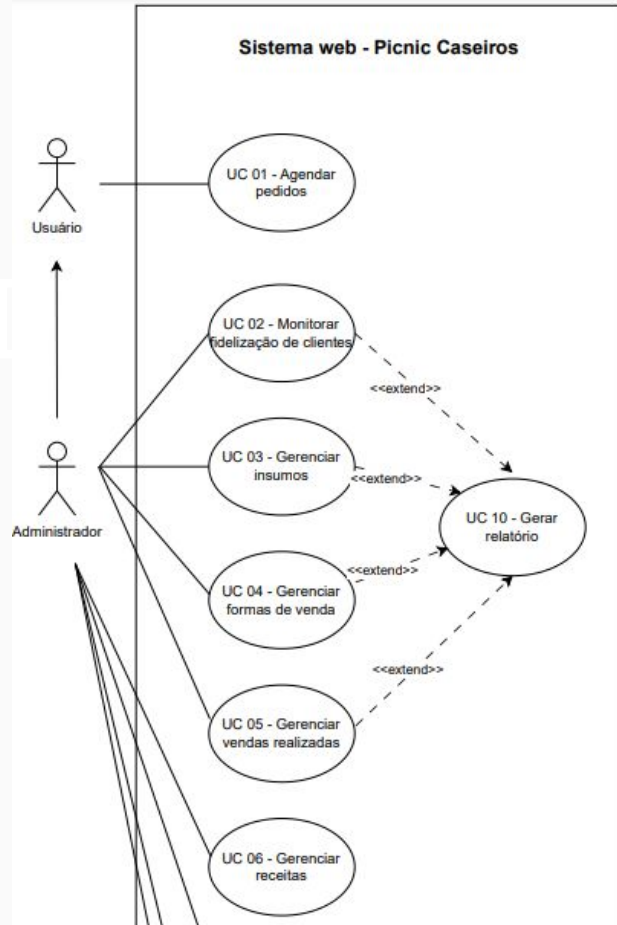 Sistema web - Picnic Caseiros
UC 01 - Agendar
pedidos
Usuário
UC 02 - Monitorar
fidelização de clientes
<<extend>>
UC 03 - Gerenciar
insumos
<<extend>>
Administrador
UC 10 - Gerar
relatório
<<extend>>
UC 04 - Gerenciar
formas de venda
<<extend>>
UC 05 - Gerenciar
vendas realizadas
UC 06 - Gerenciar
receitas